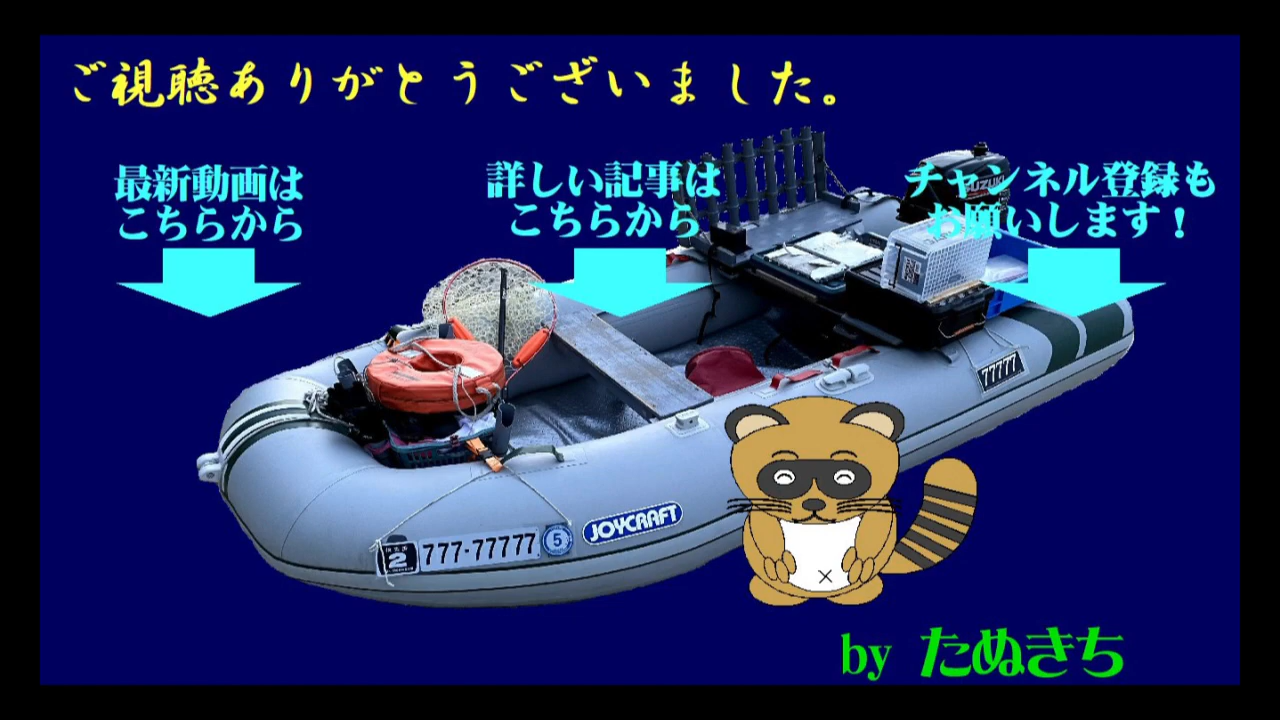 ご視聴ありがとうございました。
最新動画は
こちらから
詳しい記事は
こちらから
チャンネル登録も
お願いします！
SUZUKI
77777
JOYCRAFT
2 777-77777 5
by たぬきち